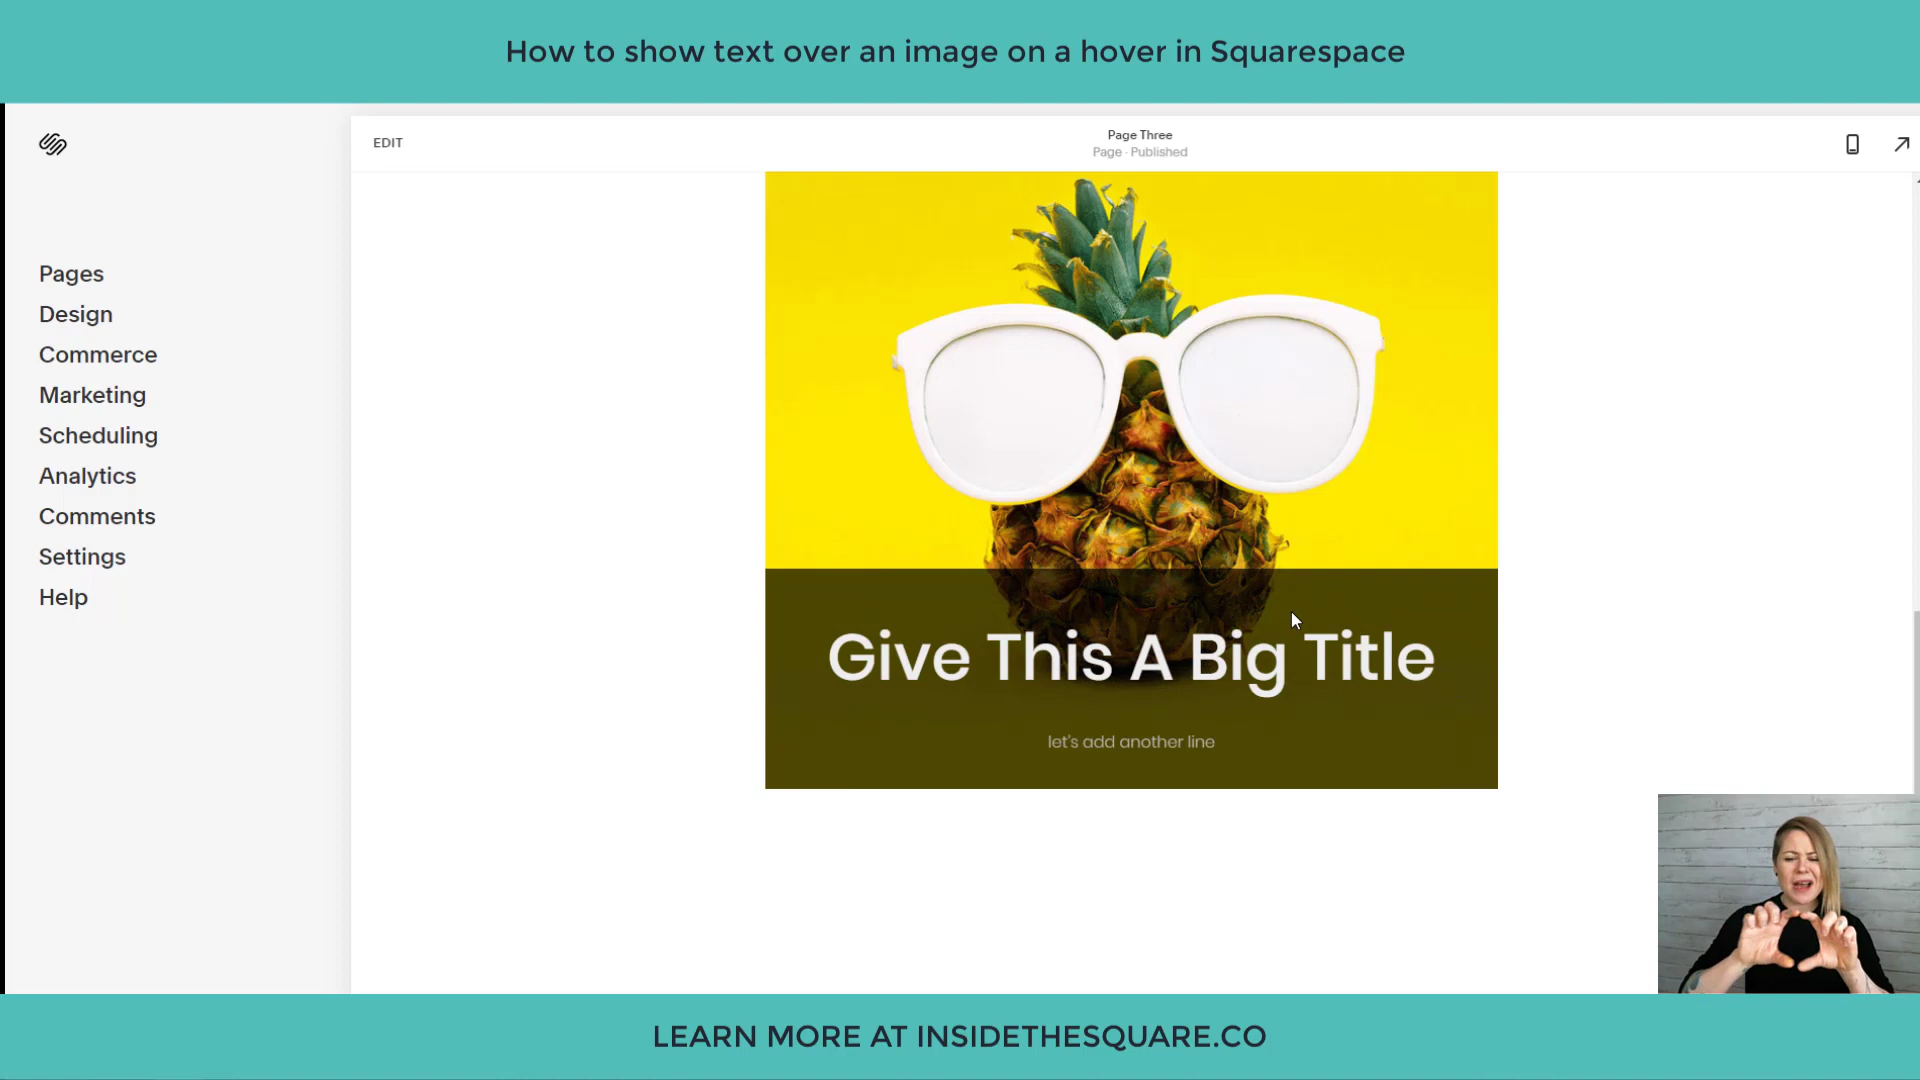 How to show text over an image on a hover in Squarespace
EDIT
Page Three
Page · Published
Pages
Design
Commerce
Marketing
Scheduling
Analytics
Comments
Settings
Help
Give This A Big Title
let's add another line
LEARN MORE AT INSIDETHESQUARE.CO